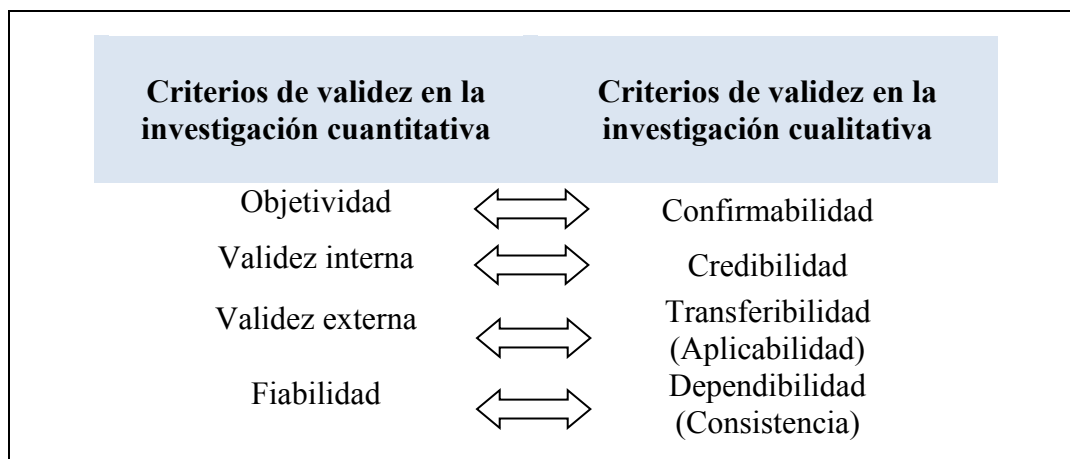 Criterios de validez en la
investigación cuantitativa
Criterios de validez en la
investigación cualitativa
Objetividad
Confirmabilidad
Validez interna
Credibilidad
Validez externa
Transferibilidad
(Aplicabilidad)
Fiabilidad
Dependibilidad
(Consistencia)